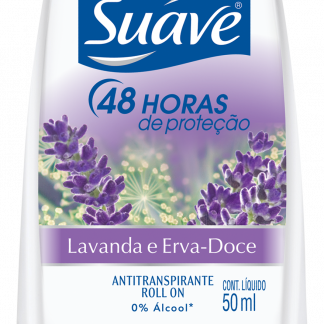 Suave
48 HORAS
de proteção
Lavanda e Erva-Doce
ANTITRANSPIRANTE
ROLL ON
0% Álcool*
CONT. LÍQUIDO
50 ml